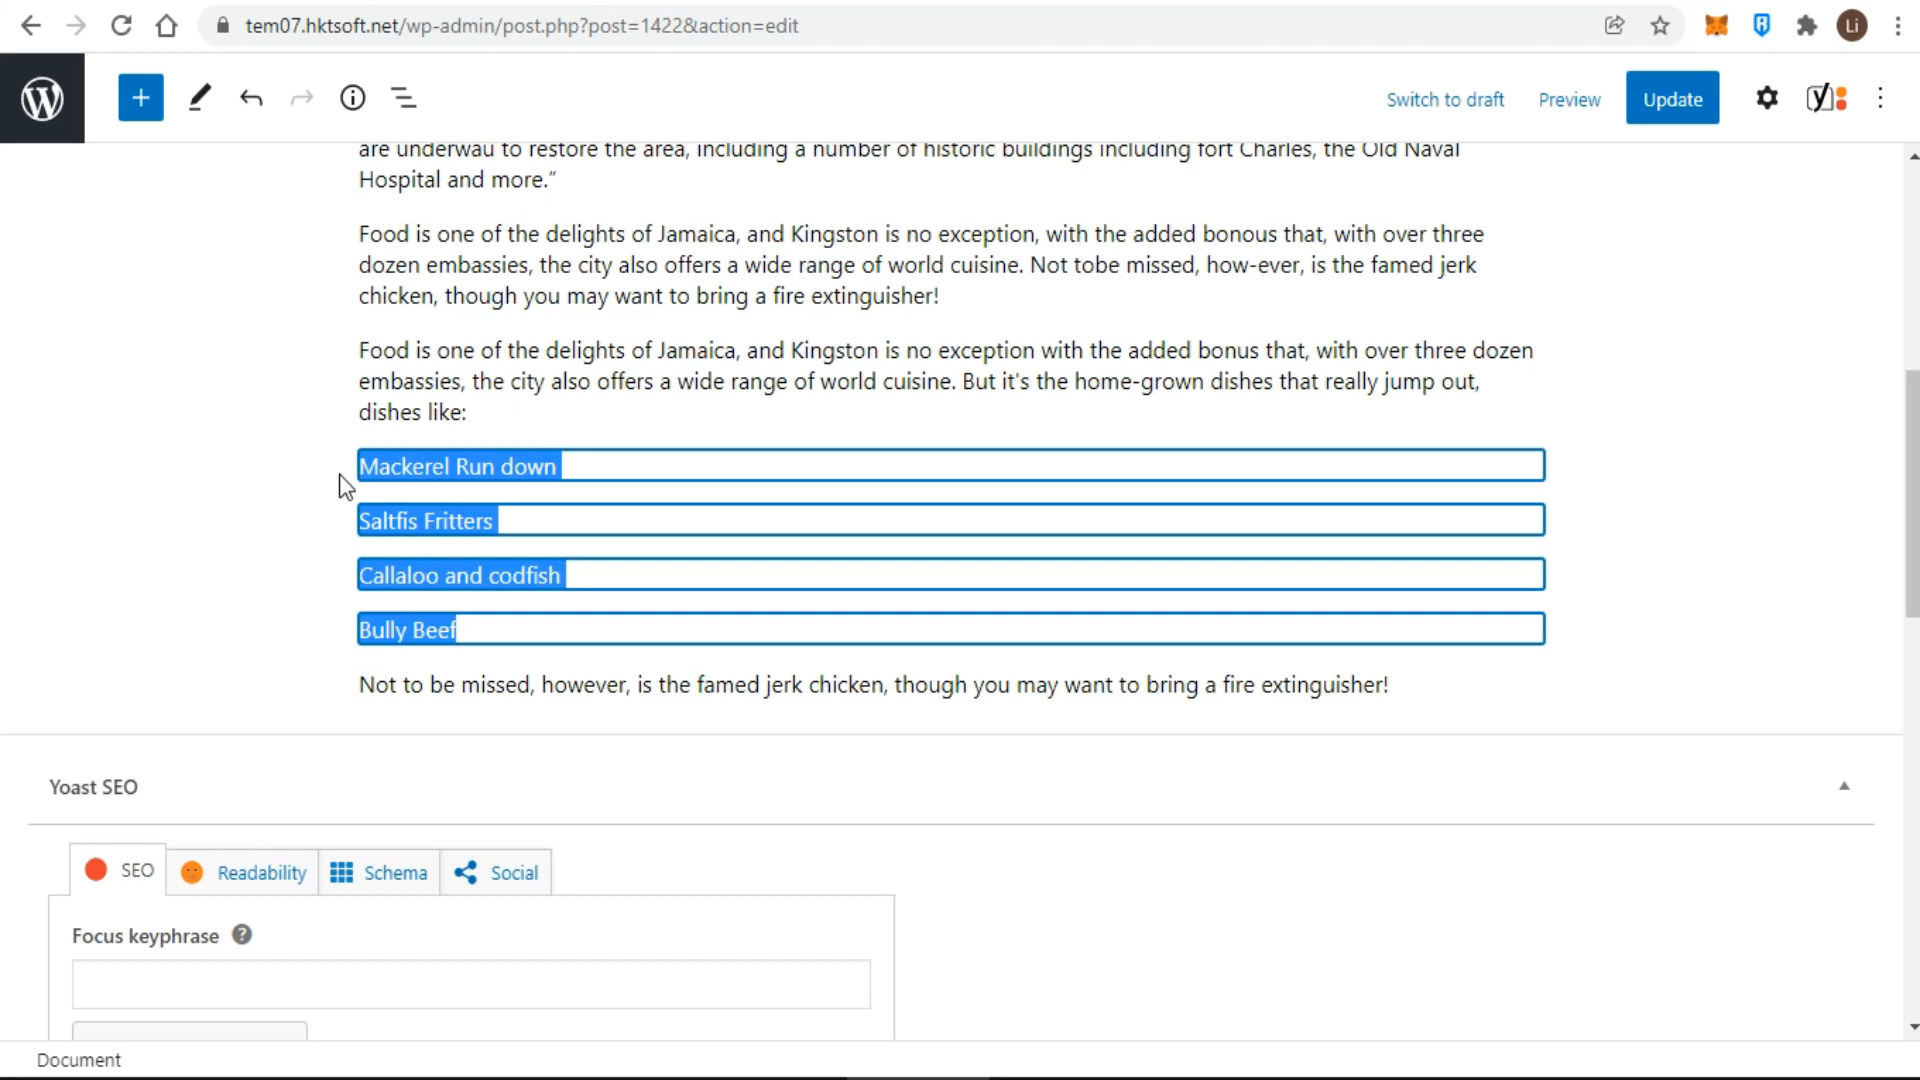 tem07.hktsoft.net/wp-admin/post.php?post=1422&action=edit
Li
Switch to draft
Preview
Update
are underwau to restore the area, including a number of historic buildings including fort Charles, the Old Naval
Hospital and more.“
Food is one of the delights of Jamaica, and Kingston is no exception, with the added bonous that, with over three
dozen embassies, the city also offers a wide range of world cuisine. Not tobe missed, how-ever, is the famed jerk
chicken, though you may want to bring a fire extinguisher!
Food is one of the delights of Jamaica, and Kingston is no exception with the added bonus that, with over three dozen
embassies, the city also offers a wide range of world cuisine. But it's the home-grown dishes that really jump out,
dishes like:
Mackerel Run down
Saltfis Fritters
Callaloo and codfish
Bully Beef
Not to be missed, however, is the famed jerk chicken, though you may want to bring a fire extinguisher!
Yoast SEO
SEO
Readability
Schema
Social
Focus keyphrase
Document